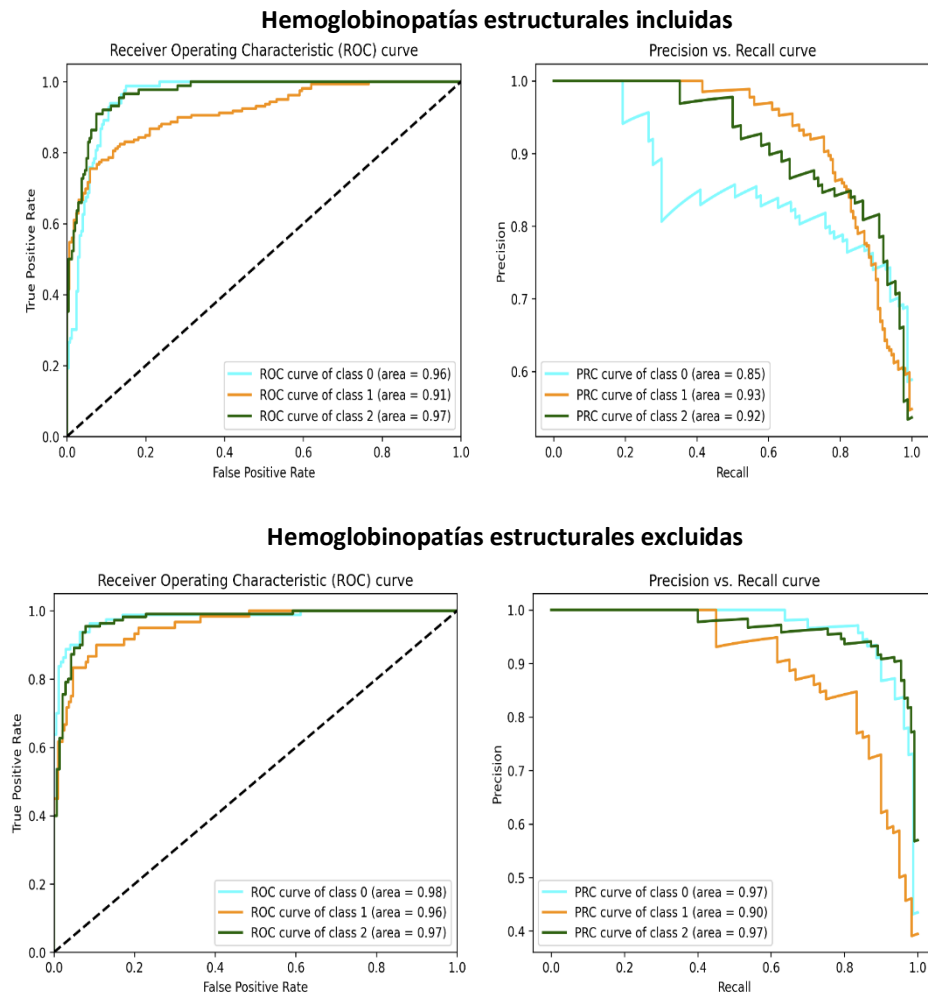 Hemoglobinopatías estructurales incluidas
Receiver Operating Characteristic (ROC) curve
True Positive Rate
1.0
0.8
0.6
0.4
0.2
0.0
0.0 0.2 0.4 0.6 0.8 1.0
False Positive Rate
ROC curve of class 0 (area = 0.96)
ROC curve of class 1 (area = 0.91)
ROC curve of class 2 (area = 0.97)
Precision vs. Recall curve
Precision
1.0
0.9
0.8
0.7
0.6
0.0 0.2 0.4 0.6 0.8 1.0
Recall
PRC curve of class 0 (area = 0.85)
PRC curve of class 1 (area = 0.93)
PRC curve of class 2 (area = 0.92)
Hemoglobinopatías estructurales excluidas
Receiver Operating Characteristic (ROC) curve
True Positive Rate
1.0
0.8
0.6
0.4
0.2
0.0
0.0 0.2 0.4 0.6 0.8 1.0
False Positive Rate
ROC curve of class 0 (area = 0.98)
ROC curve of class 1 (area = 0.96)
ROC curve of class 2 (area = 0.97)
Precision vs. Recall curve
Precision
1.0
0.9
0.8
0.7
0.6
0.5
0.4
0.0 0.2 0.4 0.6 0.8 1.0
Recall
PRC curve of class 0 (area = 0.97)
PRC curve of class 1 (area = 0.90)
PRC curve of class 2 (area = 0.97)